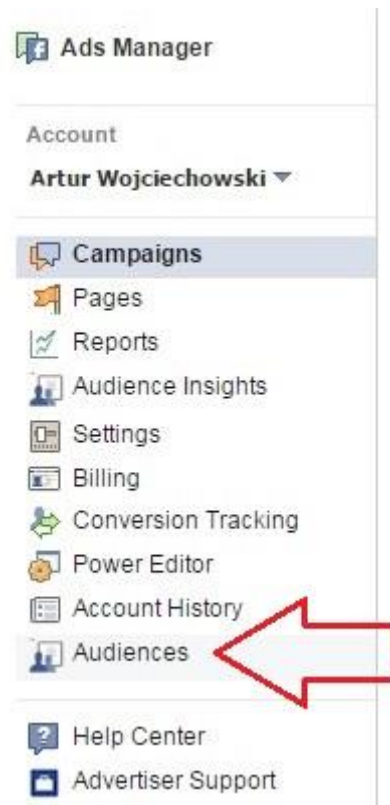 Ads Manager
Account
Artur Wojciechowski
Campaigns
Pages
Reports
Audience Insights
Settings
Billing
Conversion Tracking
Power Editor
Account History
Audiences
Help Center
Advertiser Support